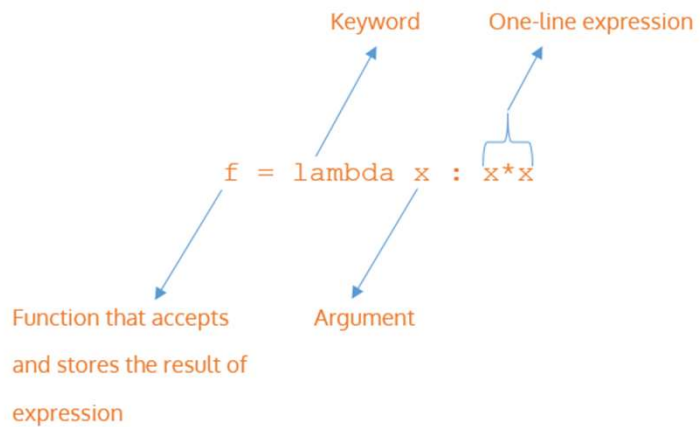 Keyword
One-line expression
f = lambda x : x*x
Function that accepts
and stores the result of
expression
Argument